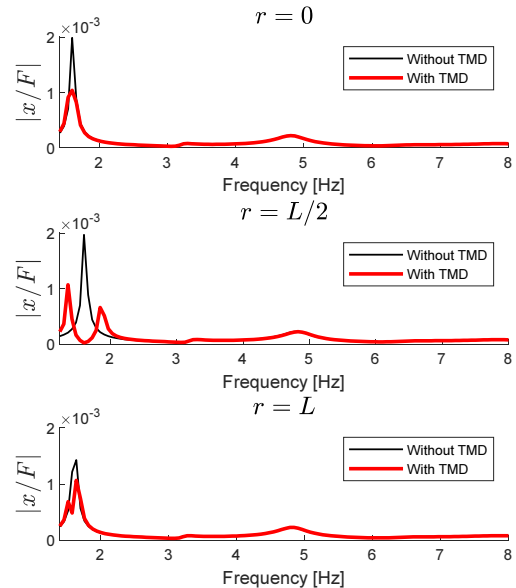 r = 0
×10⁻³
2
1
0
|x/F|
Without TMD
With TMD
2 3 4 5 6 7 8
Frequency [Hz]
r = L/2
×10⁻³
2
1
0
|x/F|
Without TMD
With TMD
2 3 4 5 6 7 8
Frequency [Hz]
r = L
×10⁻³
2
1
0
|x/F|
Without TMD
With TMD
2 3 4 5 6 7 8
Frequency [Hz]